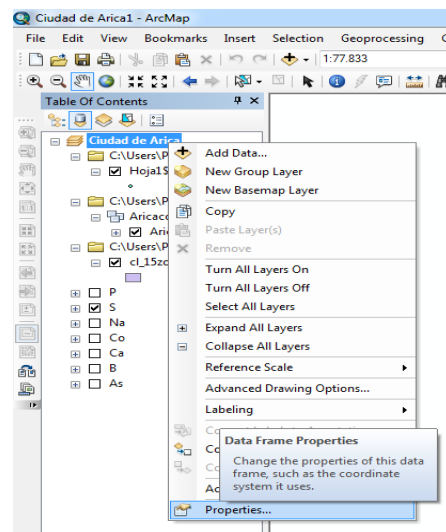 Ciudad de Arica1 - ArcMap
File Edit View Bookmarks Insert Selection Geoprocessing
1:77.833
Table Of Contents
Ciudad de Arica
C:\Users\P
Hoja1$
C:\Users\P
Aricaco
Ari
C:\Users\P
cl_15zc
P
S
Na
Co
Ca
B
As
Add Data...
New Group Layer
New Basemap Layer
Copy
Paste Layer(s)
Remove
Turn All Layers On
Turn All Layers Off
Select All Layers
Expand All Layers
Collapse All Layers
Reference Scale
Advanced Drawing Options...
Labeling
Data Frame Properties
Change the properties of this data
frame, such as the coordinate
system it uses.
Properties...